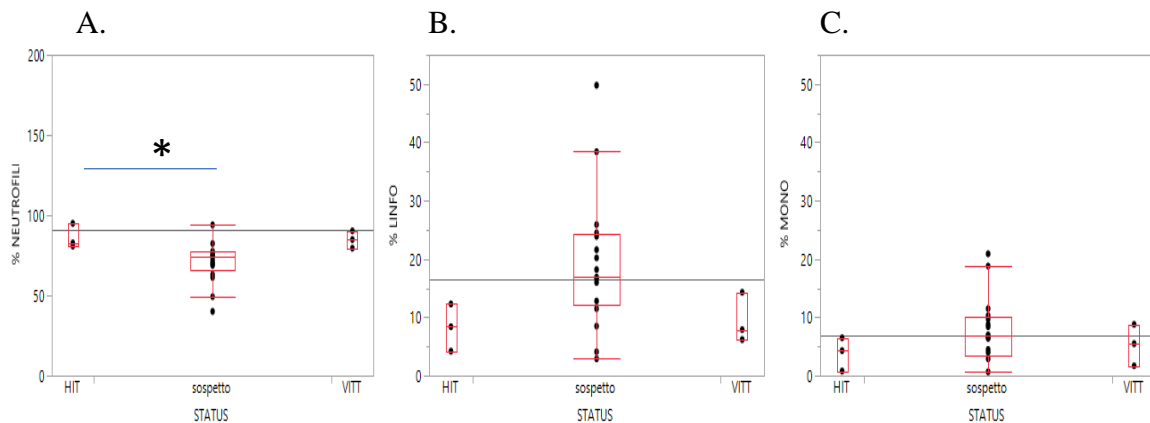 A.
B.
C.
*
% NEUTROFILI
200
150
100
50
0
HIT
sospetto
VITT
STATUS
% LINFO
50
40
30
20
10
0
HIT
sospetto
VITT
STATUS
% MONO
50
40
30
20
10
0
HIT
sospetto
VITT
STATUS